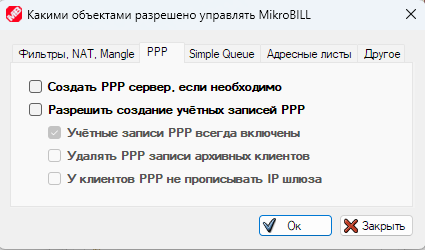 Какими объектами разрешено управлять MikroBILL
Фильтры, NAT, Mangle
PPP
Simple Queue
Адресные листы
Другое
Создать PPP сервер, если необходимо
Разрешить создание учётных записей PPP
Учётные записи PPP всегда включены
Удалять PPP записи архивных клиентов
У клиентов PPP не прописывать IP шлюза
Ок
Закрыть